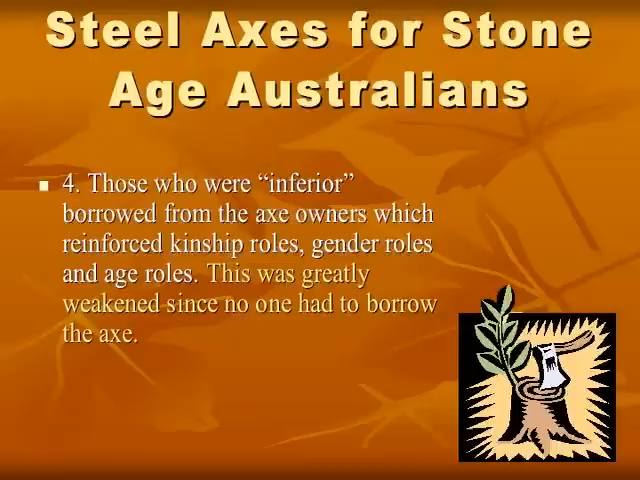 Steel Axes for Stone
Age Australians
4. Those who were “inferior”
borrowed from the axe owners which
reinforced kinship roles, gender roles
and age roles. This was greatly
weakened since no one had to borrow
the axe.